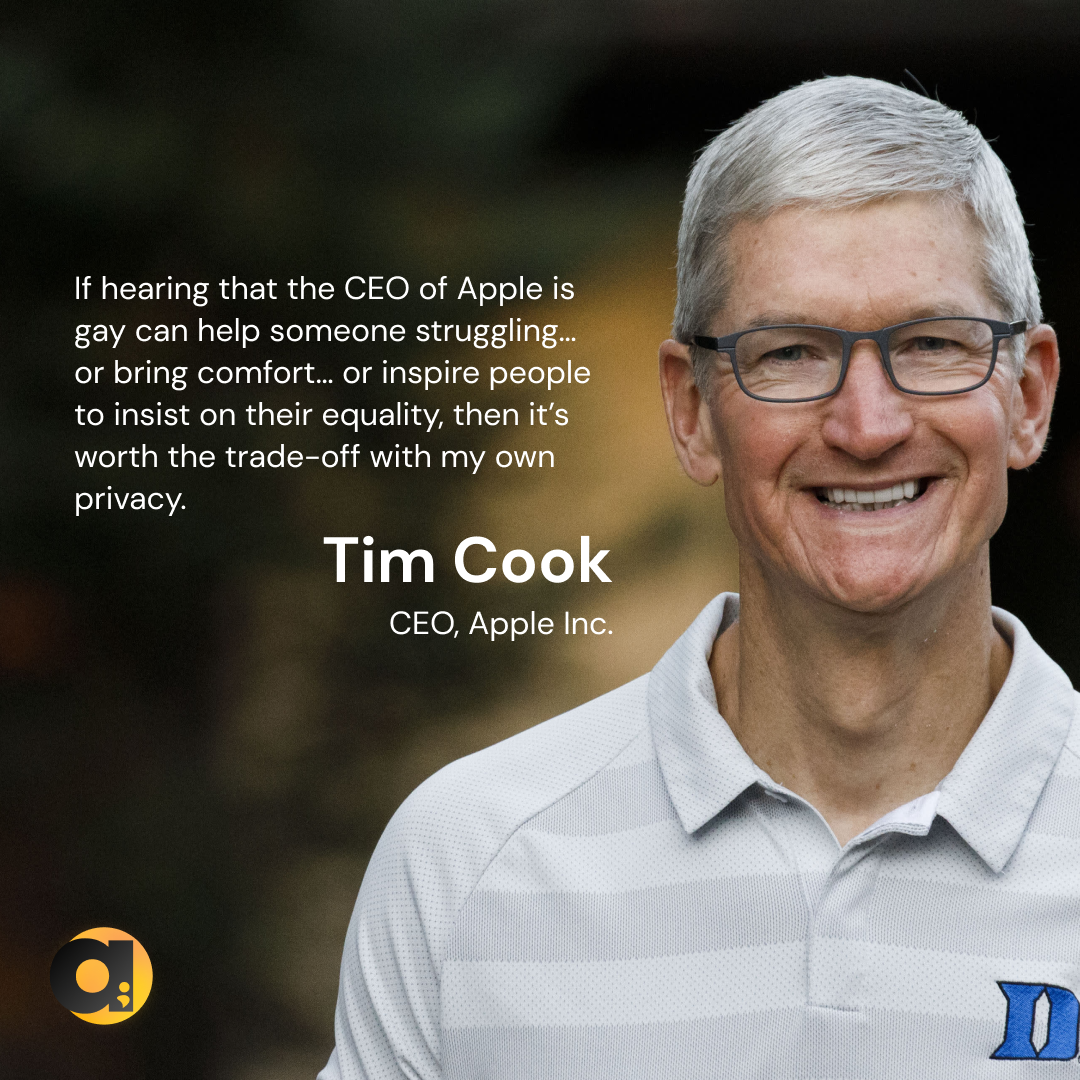 If hearing that the CEO of Apple is
gay can help someone struggling...
or bring comfort... or inspire people
to insist on their equality, then it’s
worth the trade-off with my own
privacy.
Tim Cook
CEO, Apple Inc.
a;
D